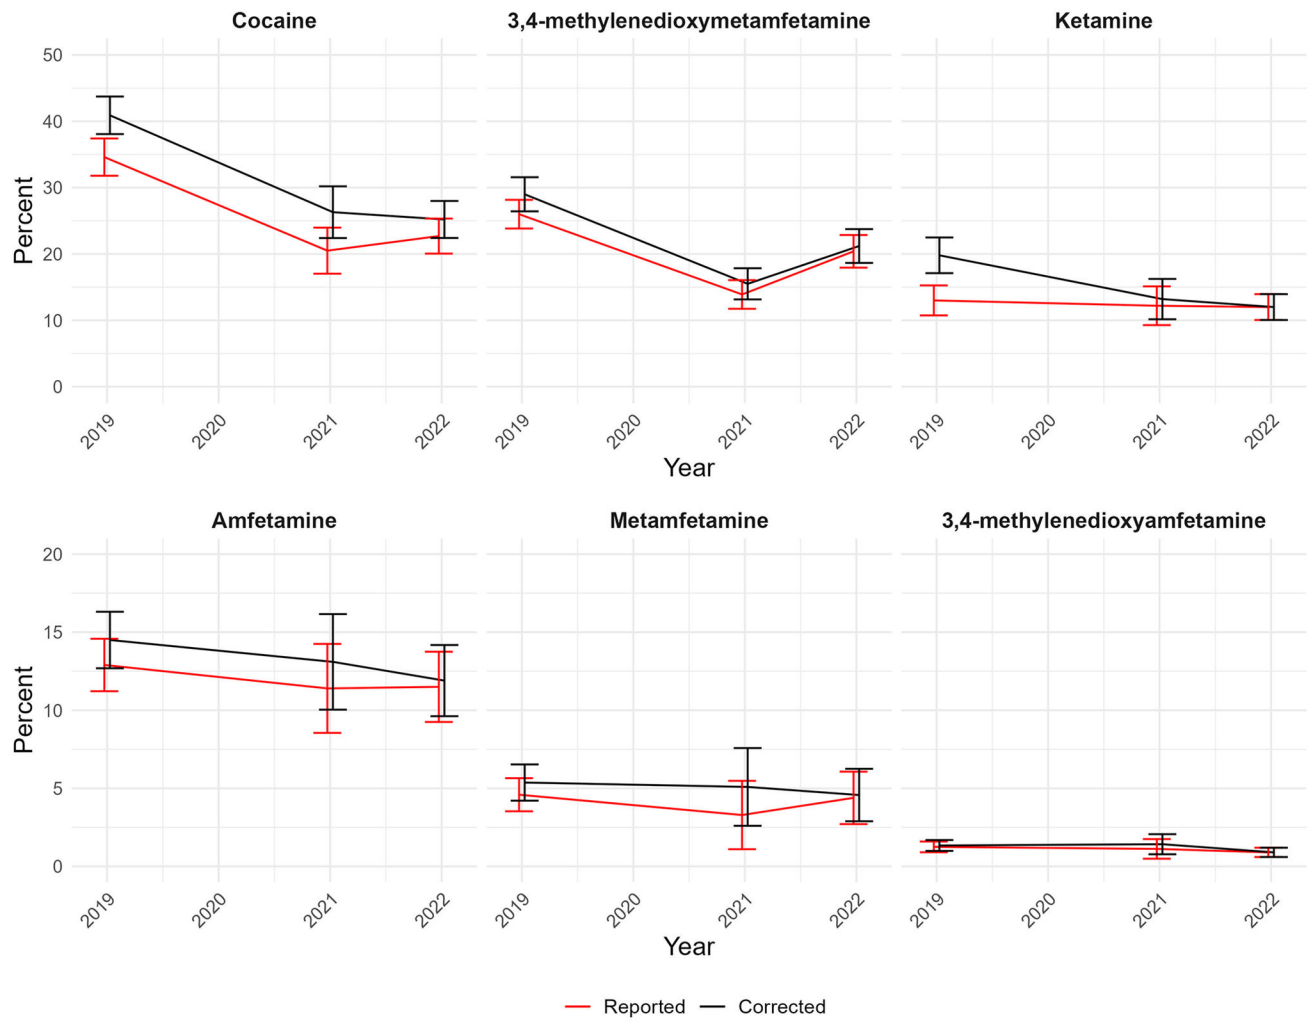 Cocaine 3,4-methylenedioxymetamfetamine Ketamine
50
40
30
20
10
0
Percent
2019 2020 2021 2022 2019 2020 2021 2022 2019 2020 2021 2022
Year
Amfetamine Metamfetamine 3,4-methylenedioxyamfetamine
20
15
10
5
0
Percent
2019 2020 2021 2022 2019 2020 2021 2022 2019 2020 2021 2022
Year
Reported Corrected